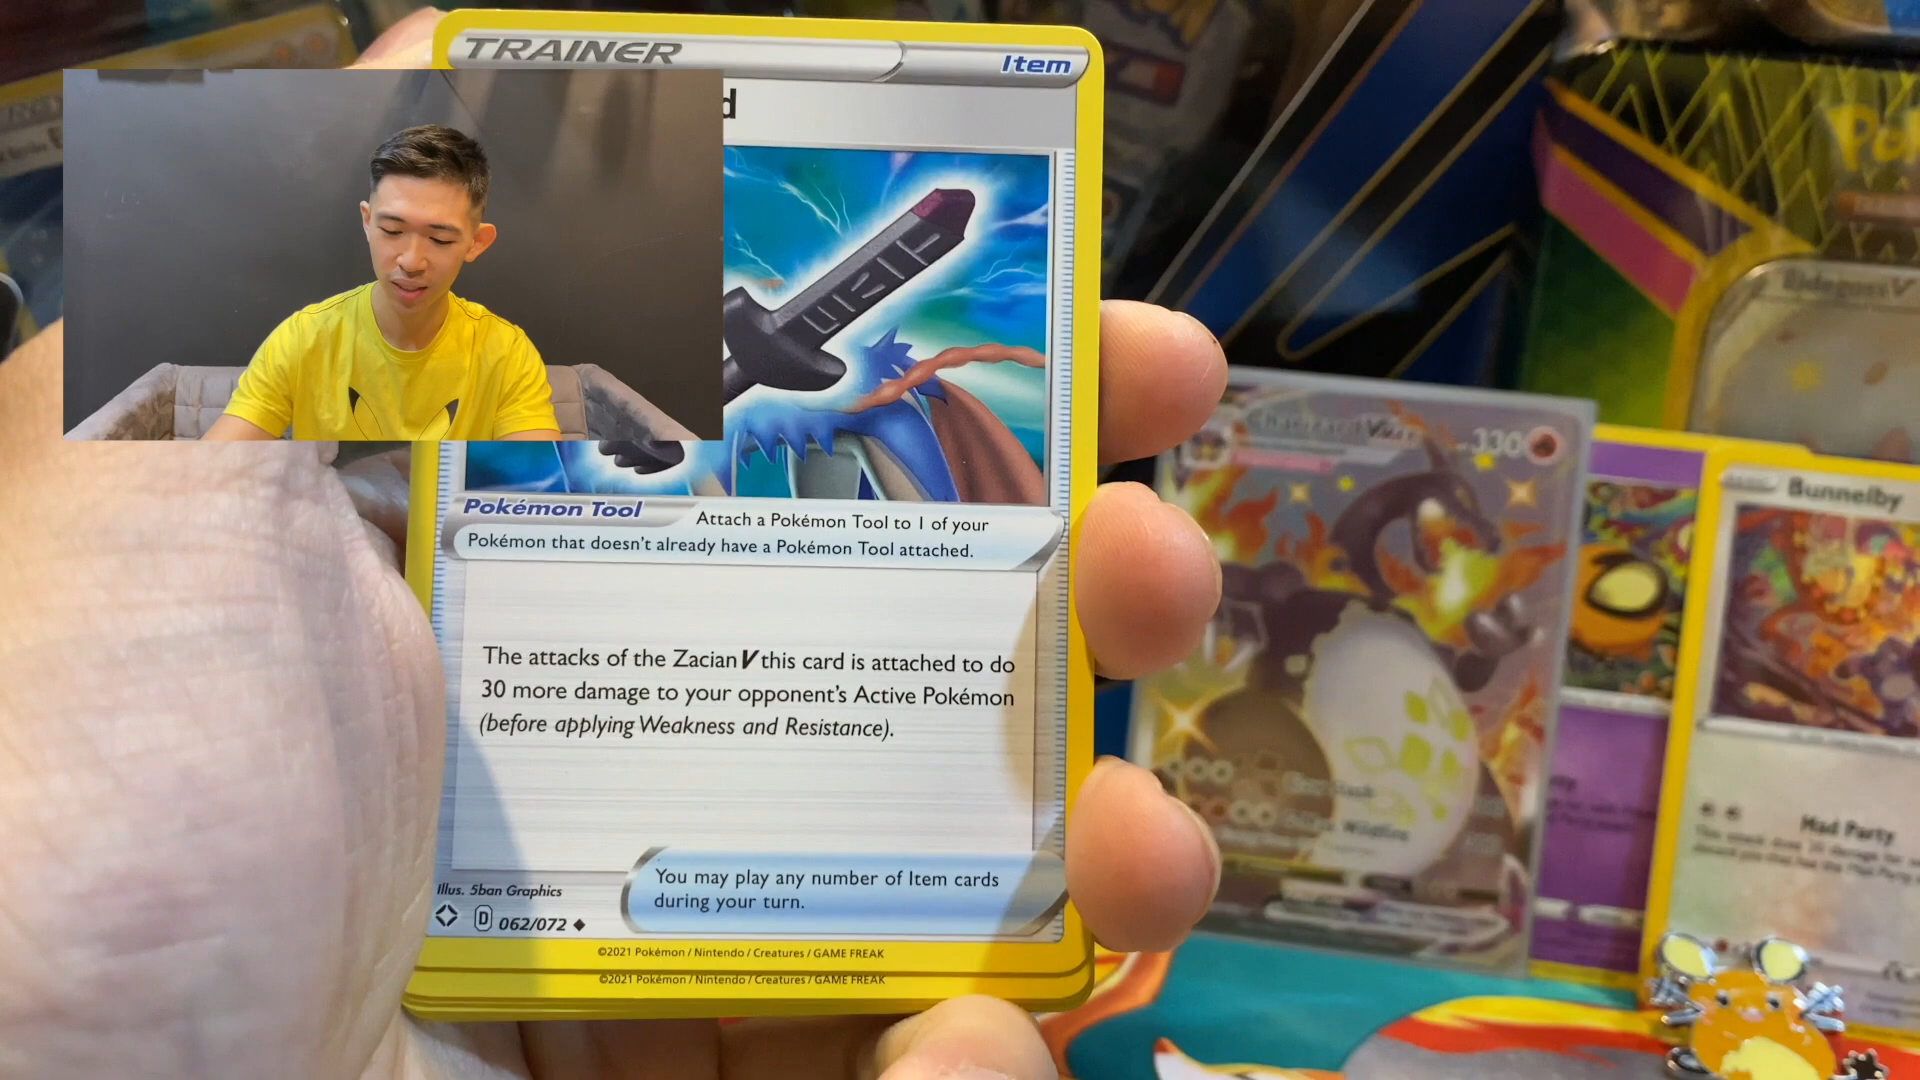 TRAINER
Item
d
Pokémon Tool
Attach a Pokémon Tool to 1 of your
Pokémon that doesn't already have a Pokémon Tool attached.
The attacks of the Zacian V this card is attached to do
30 more damage to your opponent's Active Pokémon
(before applying Weakness and Resistance).
You may play any number of Item cards
during your turn.
Illus. 5ban Graphics
D 062/072
©2021 Pokémon / Nintendo / Creatures / GAME FREAK
©2021 Pokémon / Nintendo / Creatures / GAME FREAK
330
Bunnelby
Mad Party